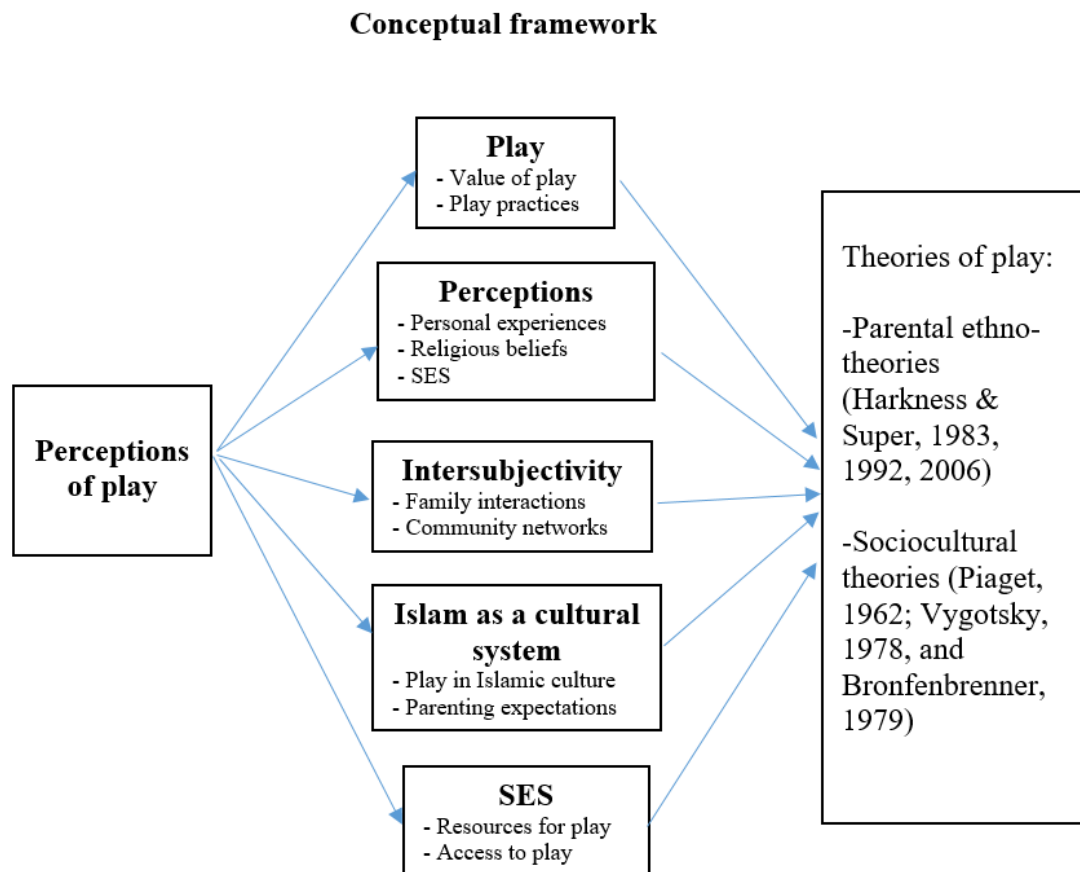 Conceptual framework
Perceptions
of play
Play
- Value of play
- Play practices
Perceptions
- Personal experiences
- Religious beliefs
- SES
Intersubjectivity
- Family interactions
- Community networks
Islam as a cultural
system
- Play in Islamic culture
- Parenting expectations
SES
- Resources for play
- Access to play
Theories of play:
-Parental ethno-
theories
(Harkness &
Super, 1983,
1992, 2006)
-Sociocultural
theories (Piaget,
1962; Vygotsky,
1978, and
Bronfenbrenner,
1979)